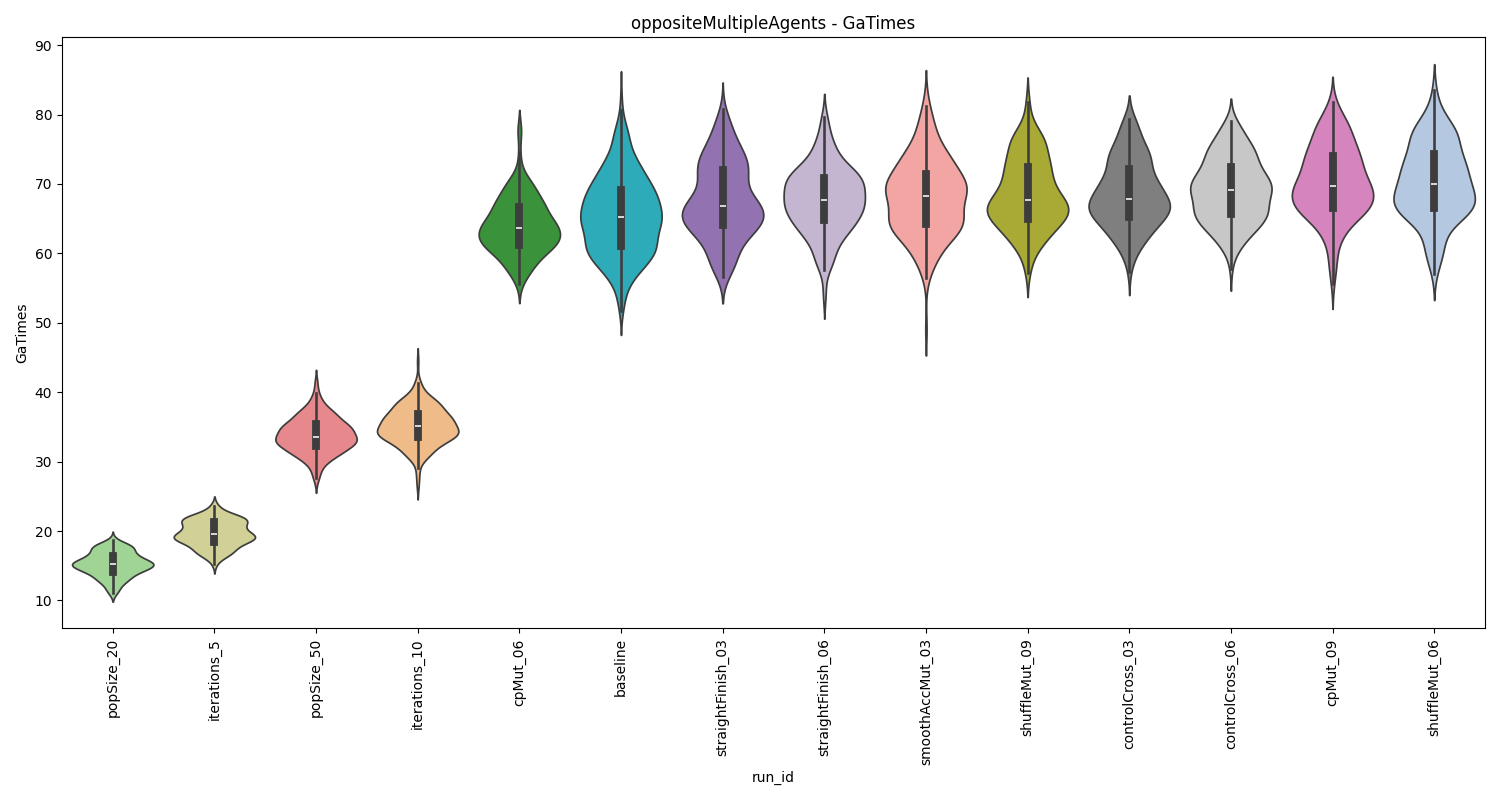 oppositeMultipleAgents - GaTimes
GaTimes
90
80
70
60
50
40
30
20
10
popSize_20
iterations_5
popSize_50
iterations_10
cpMut_06
baseline
straightFinish_03
straightFinish_06
smoothAccMut_03
shuffleMut_09
controlCross_03
controlCross_06
cpMut_09
shuffleMut_06
run_id